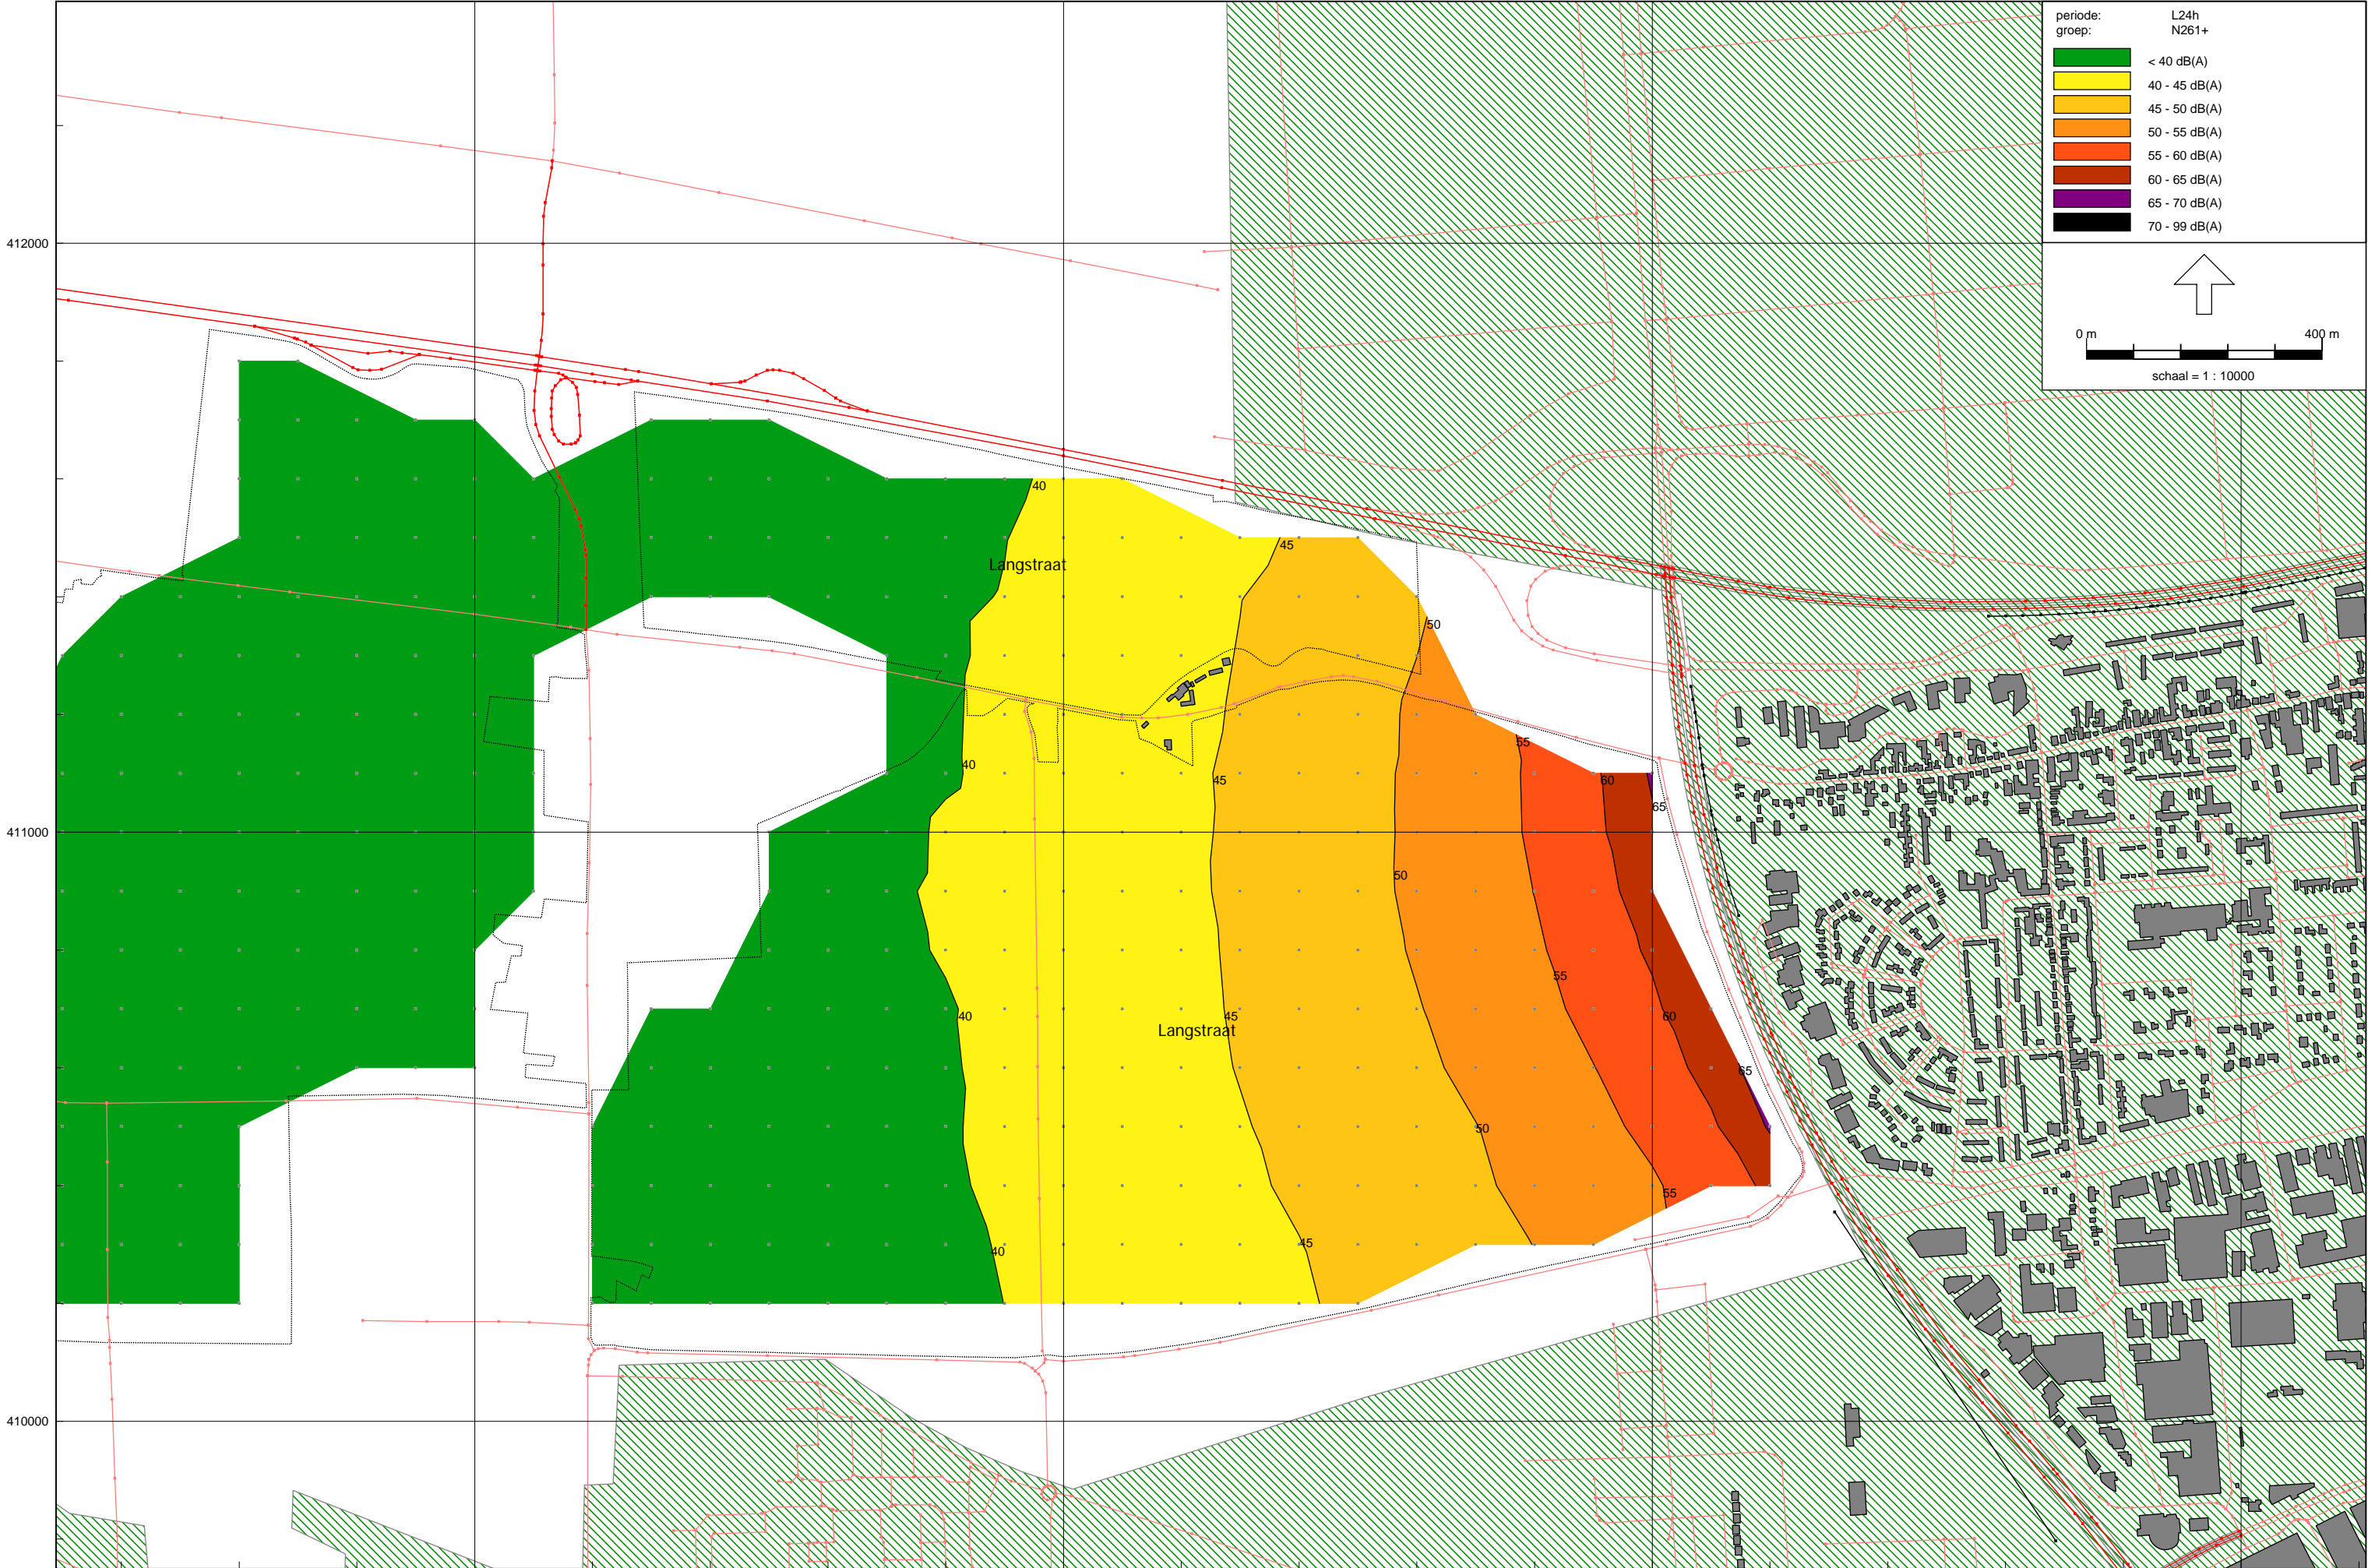 periode: L24h
groep: N261+
< 40 dB(A)
40 - 45 dB(A)
45 - 50 dB(A)
50 - 55 dB(A)
55 - 60 dB(A)
60 - 65 dB(A)
65 - 70 dB(A)
70 - 99 dB(A)
412000
0 m 400 m
schaal = 1 : 10000
40
45
Langstraat
50
55
40
45
60
65
411000
50
55
40
45
60
Langstraat
65
50
55
40
45
410000